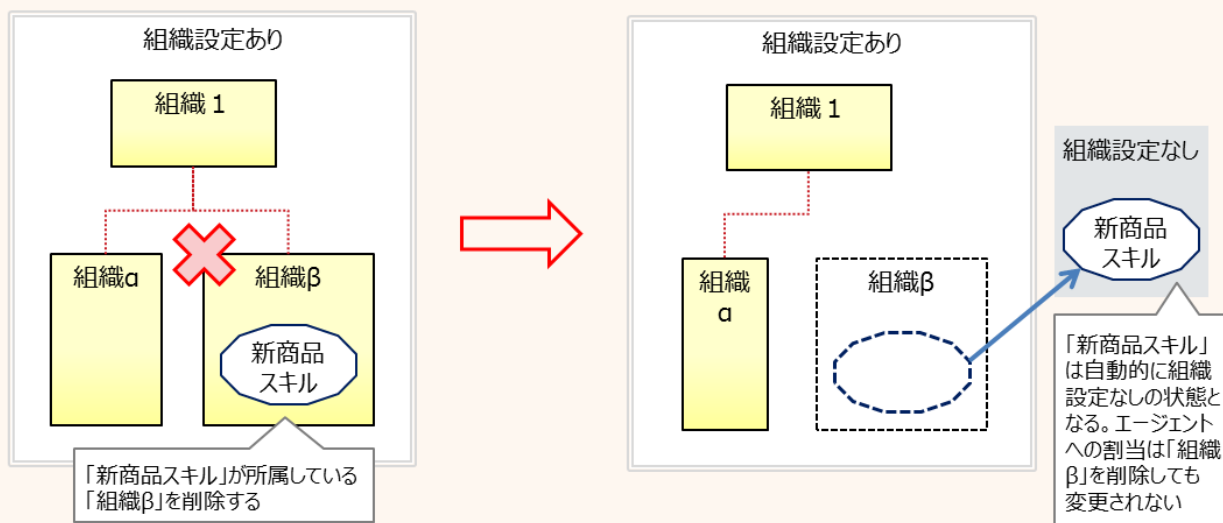 組織設定あり
組織 1
組織α
組織β
新商品
スキル
「新商品スキル」が所属している
「組織β」を削除する
組織設定あり
組織 1
組織
α
組織β
組織設定なし
新商品
スキル
「新商品スキル」
は自動的に組織
設定なしの状態と
なる。エージェント
への割当は「組織
β」を削除しても
変更されない